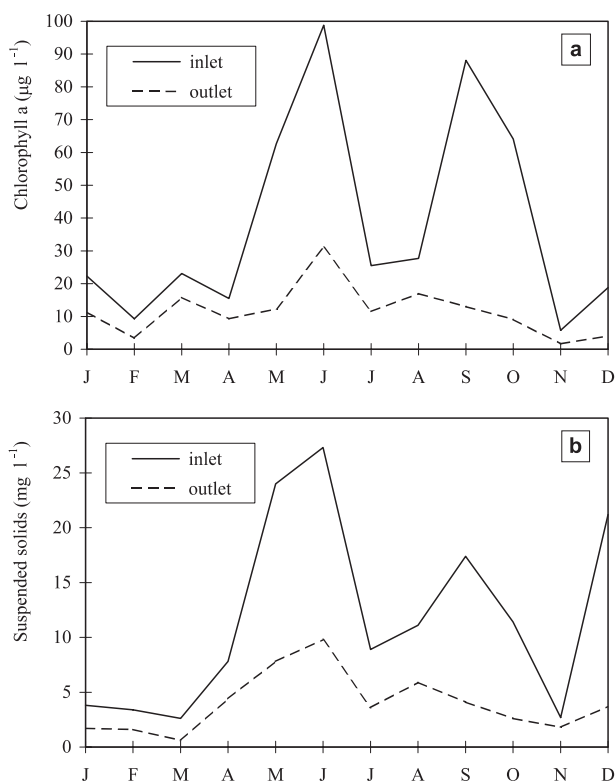 100
90
80
70
60
50
40
30
20
10
0
Chlorophyll a (µg l⁻¹)
inlet
outlet
a
J F M A M J J A S O N D
30
25
20
15
10
5
0
Suspended solids (mg l⁻¹)
inlet
outlet
b
J F M A M J J A S O N D